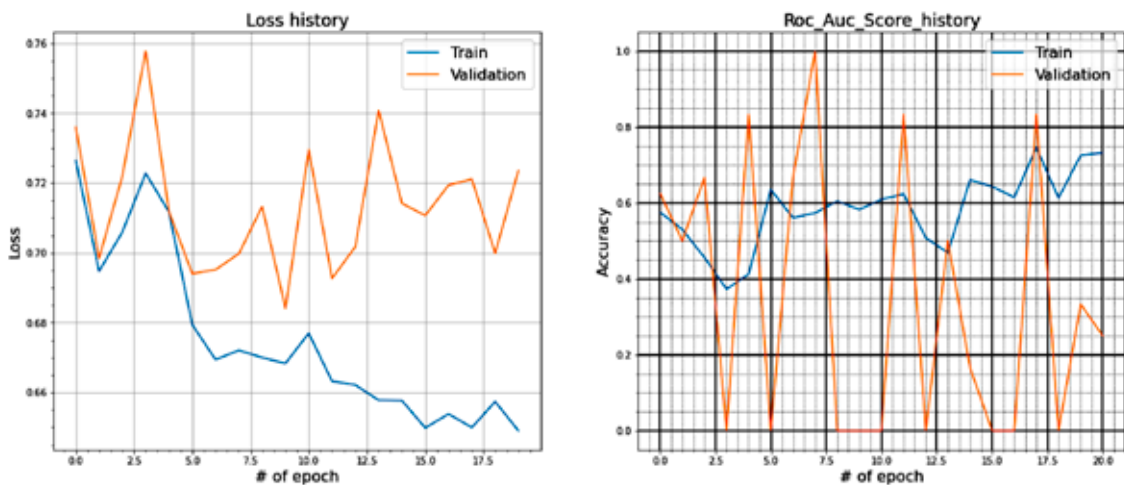 Loss history
0.76
0.74
0.72
0.70
0.68
0.66
Loss
Train
Validation
0.0
2.5
5.0
7.5
10.0
12.5
15.0
17.5
# of epoch
Roc_Auc_Score_history
1.0
0.8
0.6
0.4
0.2
0.0
Accuracy
Train
Validation
0.0
2.5
5.0
7.5
10.0
12.5
15.0
17.5
20.0
# of epoch